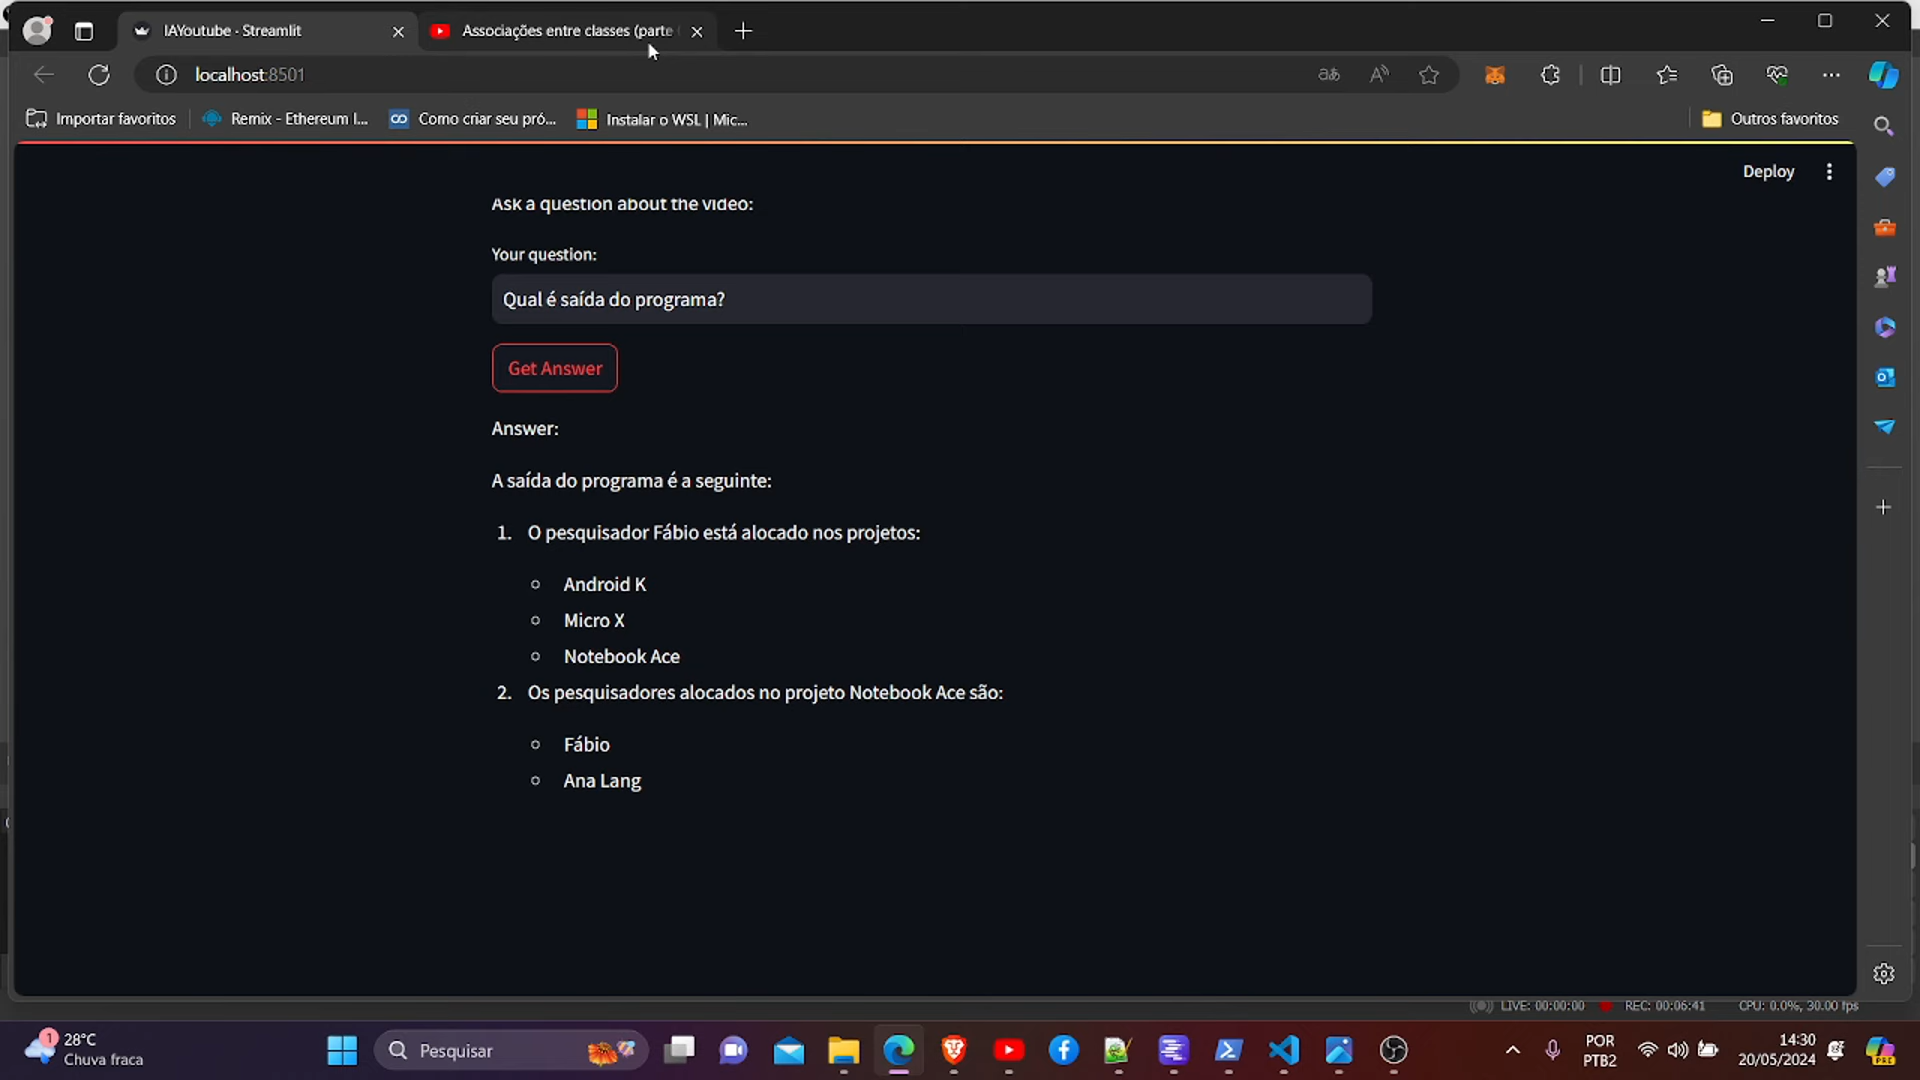 IAYoutube - Streamlit
Associações entre classes (parte
localhost:8501
Importar favoritos
Remix - Ethereum I...
Como criar seu pró...
Instalar o WSL | Mic...
Outros favoritos
Deploy
Ask a question about the video:
Your question:
Qual é saída do programa?
Get Answer
Answer:
A saída do programa é a seguinte:
1. O pesquisador Fábio está alocado nos projetos:
Android K
Micro X
Notebook Ace
2. Os pesquisadores alocados no projeto Notebook Ace são:
Fábio
Ana Lang
LIVE: 00:00:00
REC: 00:06:41
CPU: 0.0%, 30.00 fps
1
28°C
Chuva fraca
Pesquisar
POR
PTB2
14:30
20/05/2024
PRE